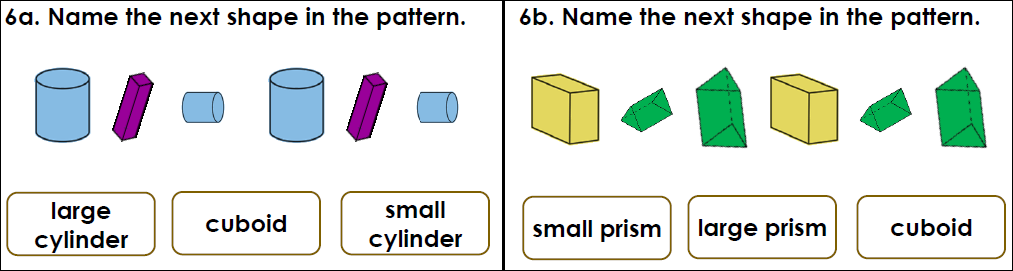 6a. Name the next shape in the pattern.
large
cylinder
cuboid
small
cylinder
6b. Name the next shape in the pattern.
small prism
large prism
cuboid